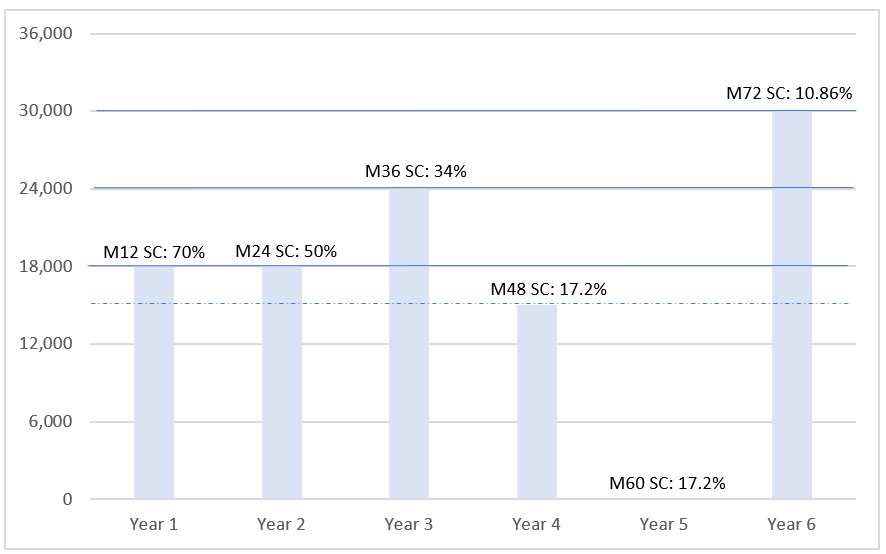 36,000
M72 SC: 10.86%
30,000
M36 SC: 34%
24,000
M12 SC: 70%
M24 SC: 50%
18,000
M48 SC: 17.2%
12,000
6,000
M60 SC: 17.2%
0
Year 1
Year 2
Year 3
Year 4
Year 5
Year 6